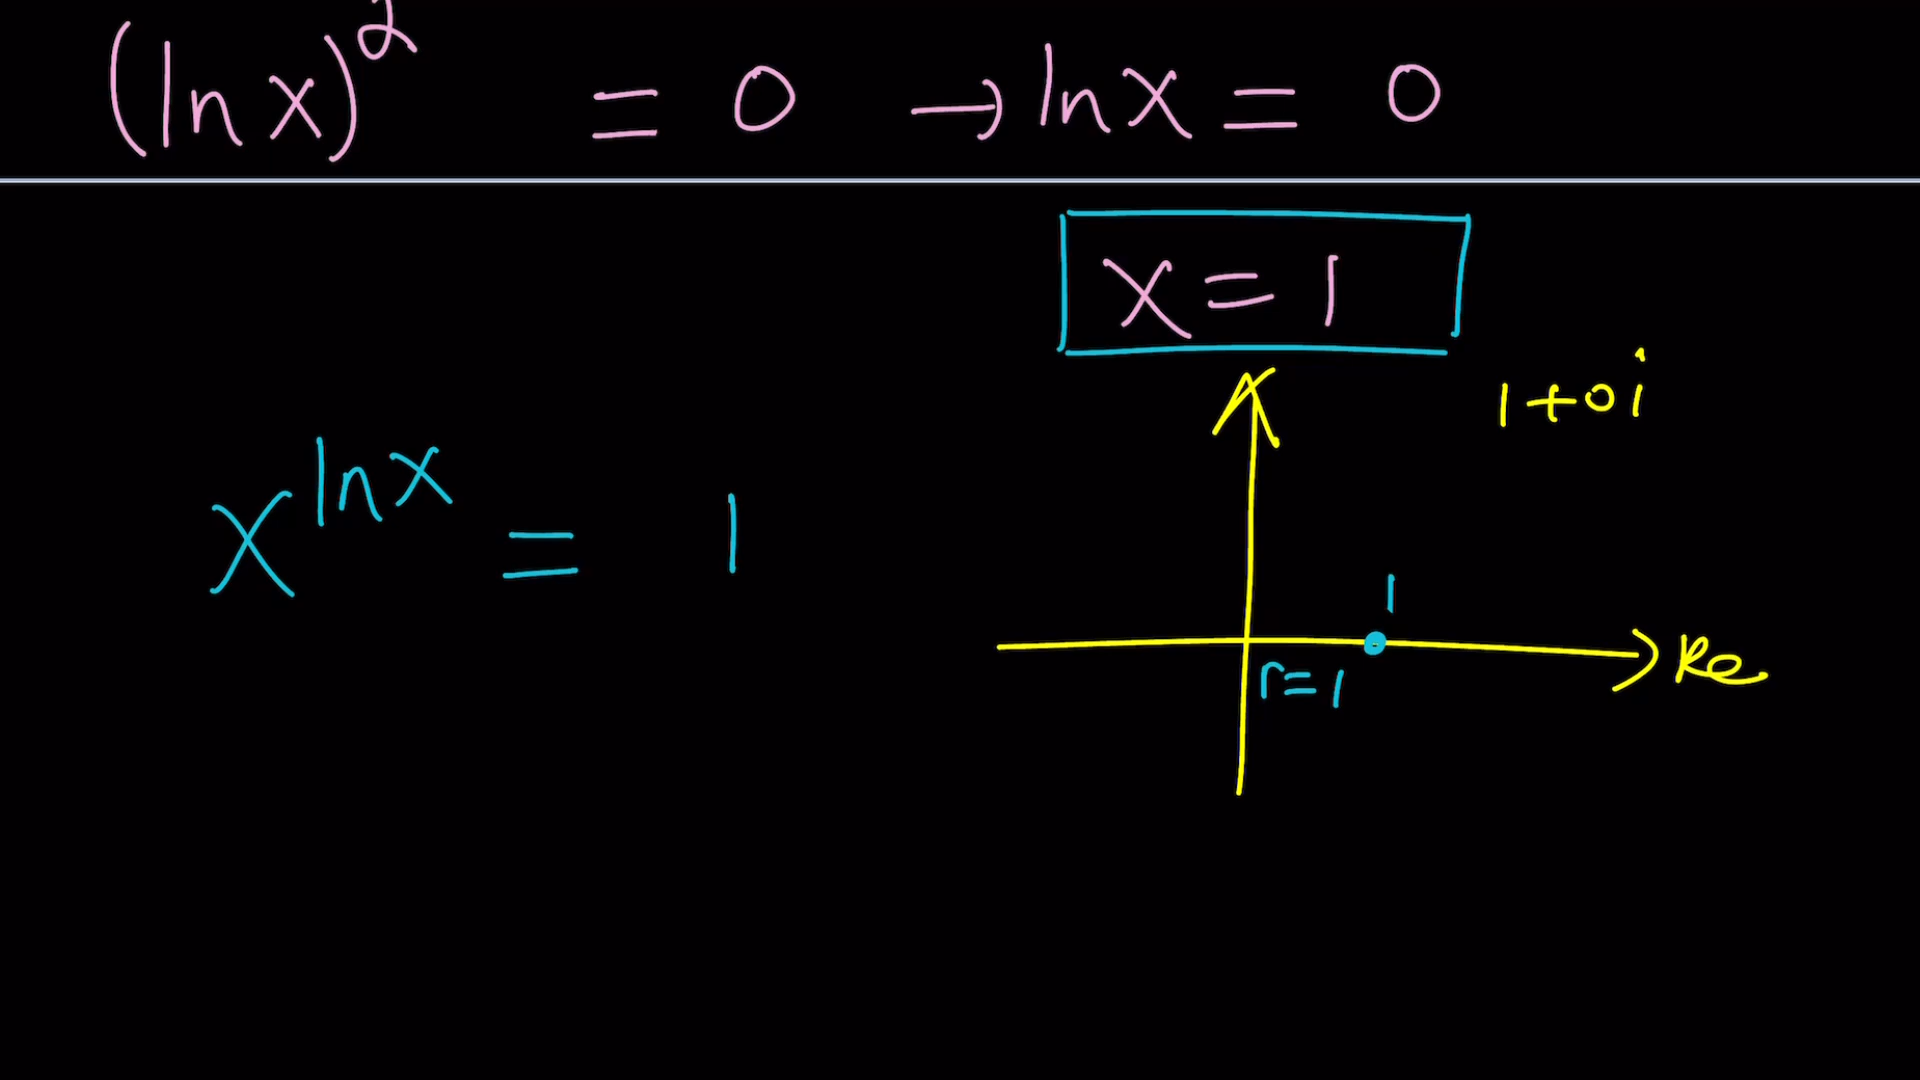 (ln x)² = 0 → ln x = 0
x = 1
1+0i
x^{ln x} = 1
1
r=1
Re